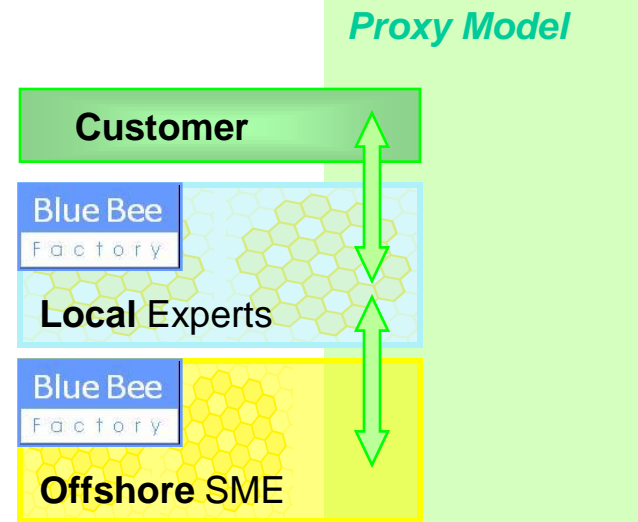 Proxy Model
Customer
Blue Bee
Factory
Local Experts
Blue Bee
Factory
Offshore SME